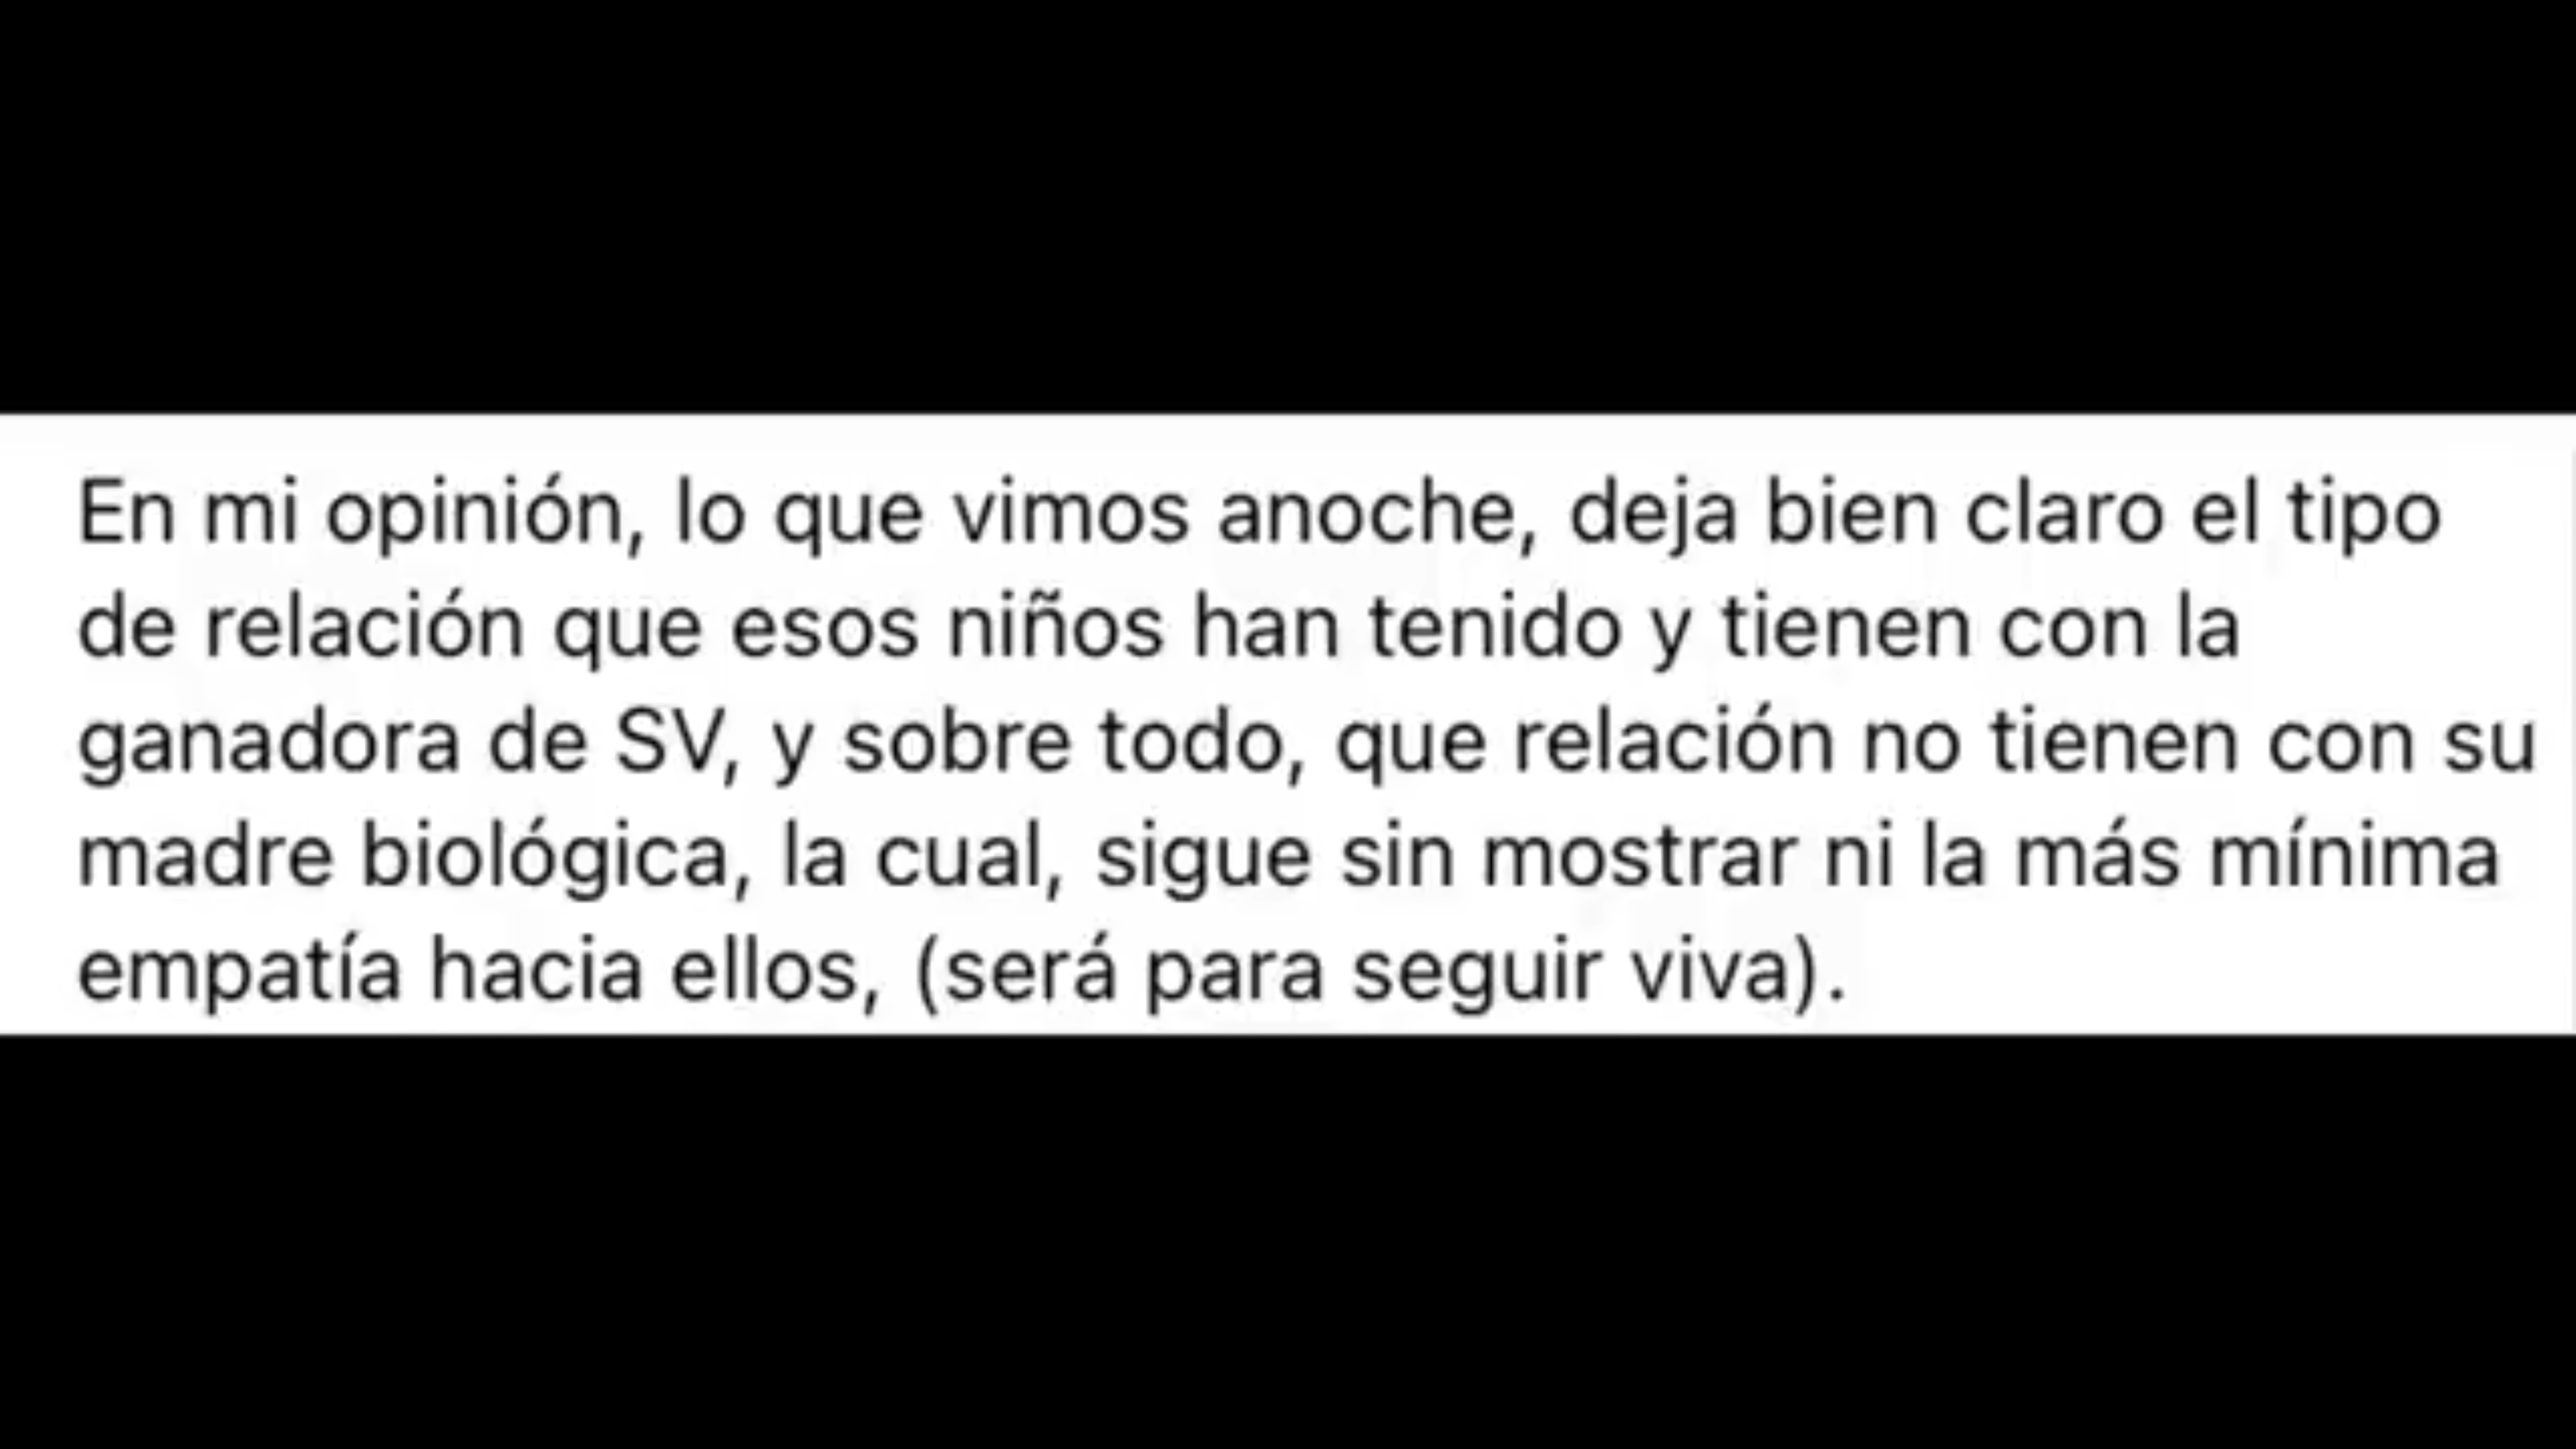 En mi opinión, lo que vimos anoche, deja bien claro el tipo
de relación que esos niños han tenido y tienen con la
ganadora de SV, y sobre todo, que relación no tienen con su
madre biológica, la cual, sigue sin mostrar ni la más mínima
empatía hacia ellos, (será para seguir viva).